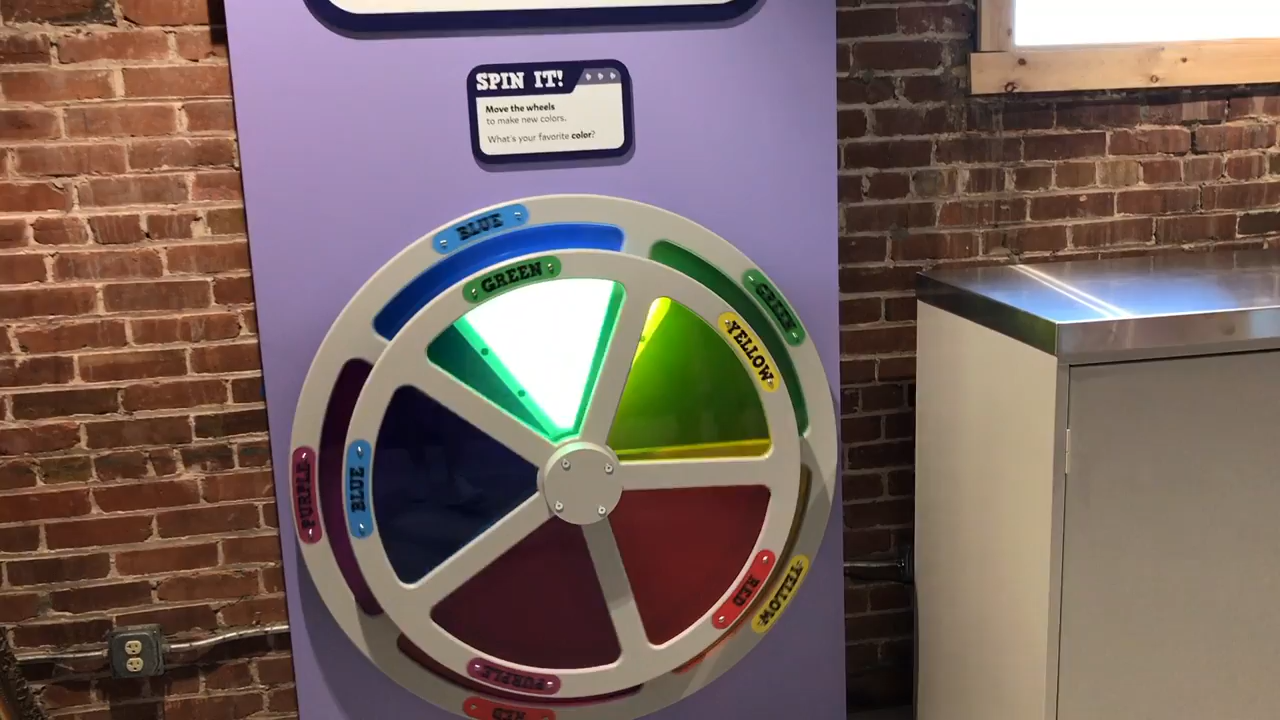 SPIN IT!
Move the wheels
to make new colors.
What's your favorite color?
BLUE
GREEN
GREEN
YELLOW
PURPLE
BLUE
RED
YELLOW
PURPLE
RED